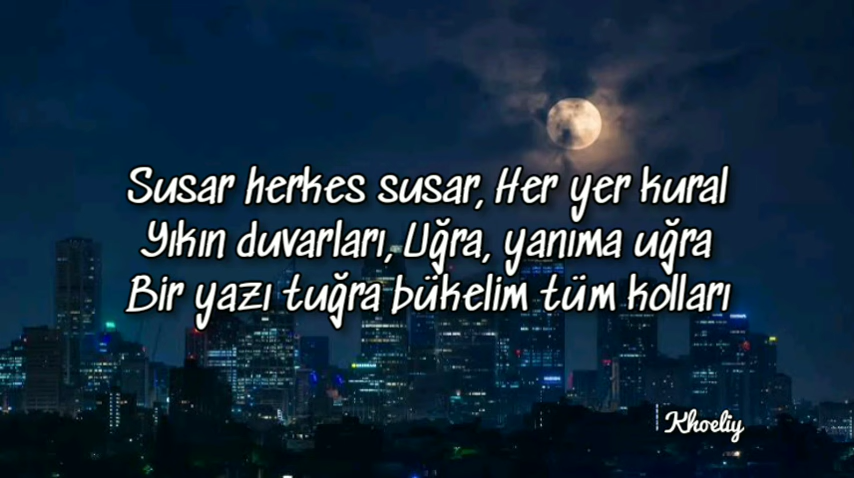 Susar herkes susar, Her yer kural
Yıkın duvarları, Uğra, yanıma uğra
Bir yazı tuğra bükelim tüm kolları
Khoeliy